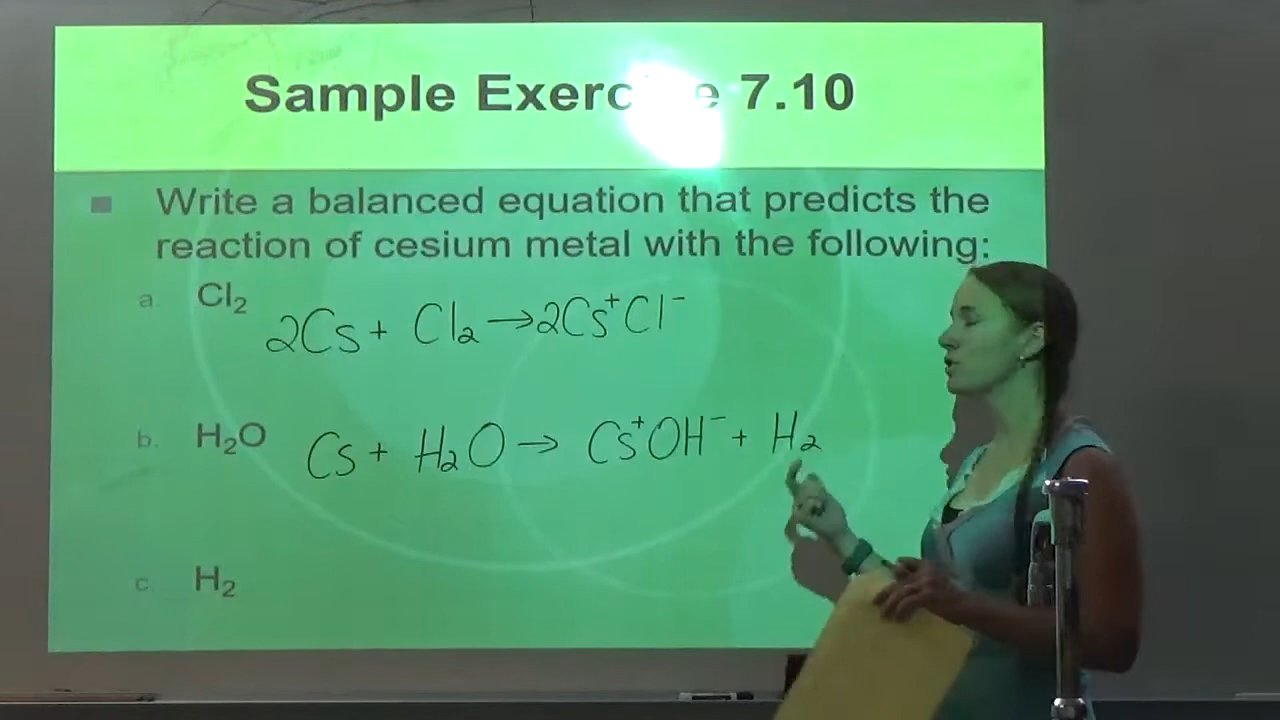 Sample Exerc e 7.10
Write a balanced equation that predicts the
reaction of cesium metal with the following:
a. Cl₂
2Cs + Cl₂ → 2Cs⁺Cl⁻
b. H₂O
Cs + H₂O → Cs⁺OH⁻ + H₂
c. H₂